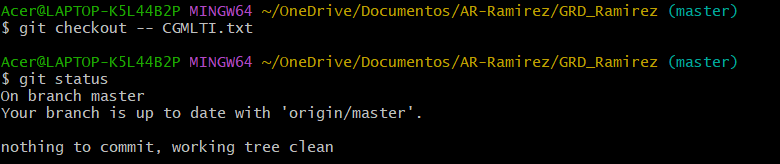 Acer@LAPTOP-K5L44B2P MINGW64 ~/OneDrive/Documentos/AR-Ramirez/GRD_Ramirez (master)
$ git checkout -- CGMLTI.txt
Acer@LAPTOP-K5L44B2P MINGW64 ~/OneDrive/Documentos/AR-Ramirez/GRD_Ramirez (master)
$ git status
On branch master
Your branch is up to date with 'origin/master'.
nothing to commit, working tree clean